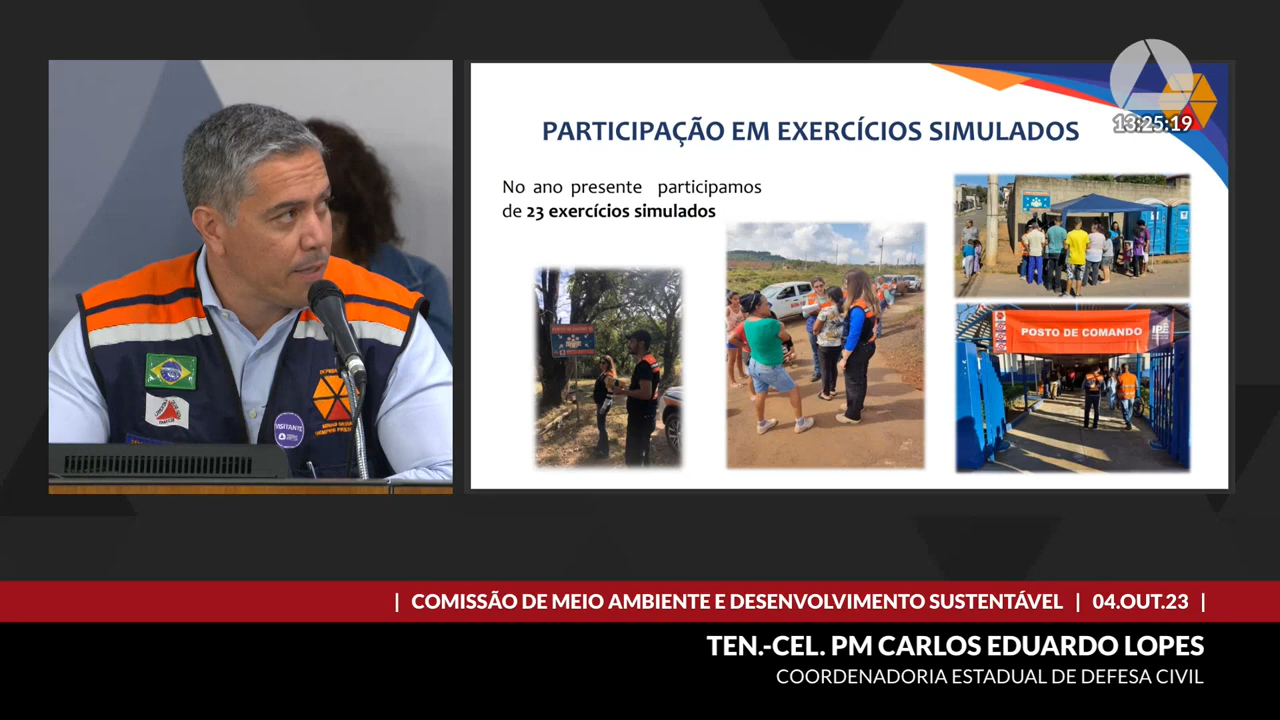 13:25:19
PARTICIPAÇÃO EM EXERCÍCIOS SIMULADOS
No ano presente participamos
de 23 exercícios simulados
POSTO DE COMANDO
VISITANTE
| COMISSÃO DE MEIO AMBIENTE E DESENVOLVIMENTO SUSTENTÁVEL | 04.OUT.23 |
TEN.-CEL. PM CARLOS EDUARDO LOPES
COORDENADORIA ESTADUAL DE DEFESA CIVIL